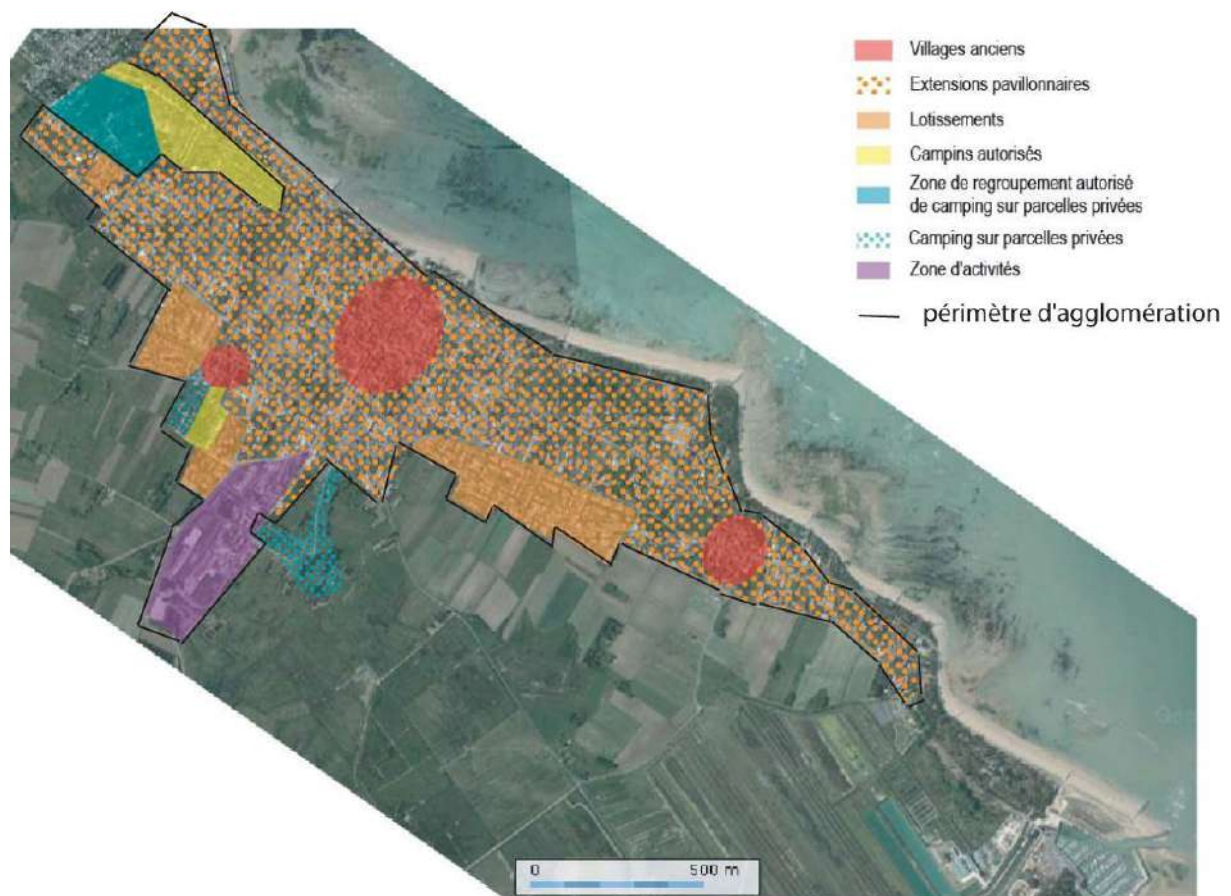 Villages anciens
Extensions pavillonnaires
Lotissements
Campins autorisés
Zone de regroupement autorisé
de camping sur parcelles privées
Camping sur parcelles privées
Zone d'activités
périmètre d'agglomération
0 500 m